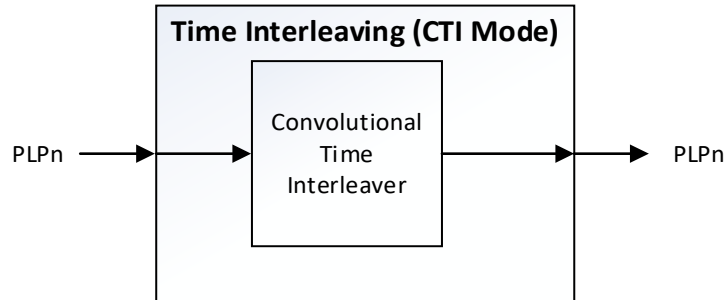 Time Interleaving (CTI Mode)
Convolutional
Time
Interleaver
PLPn
PLPn